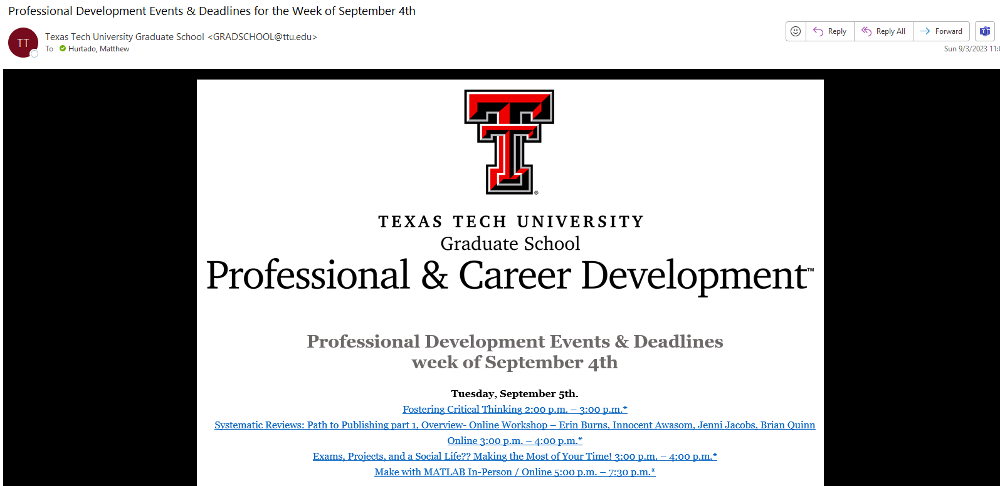 Professional Development Events & Deadlines for the Week of September 4th
TT
Texas Tech University Graduate School <GRADSCHOOL@ttu.edu>
To Hurtado, Matthew
Reply
Reply All
Forward
Sun 9/3/2023 11:
TEXAS TECH UNIVERSITY
Graduate School
Professional & Career Development™
Professional Development Events & Deadlines
week of September 4th
Tuesday, September 5th.
Fostering Critical Thinking 2:00 p.m. – 3:00 p.m.*
Systematic Reviews: Path to Publishing part 1, Overview- Online Workshop – Erin Burns, Innocent Awasom, Jenni Jacobs, Brian Quinn
Online 3:00 p.m. – 4:00 p.m.*
Exams, Projects, and a Social Life?? Making the Most of Your Time! 3:00 p.m. – 4:00 p.m.*
Make with MATLAB In-Person / Online 5:00 p.m. – 7:30 p.m.*